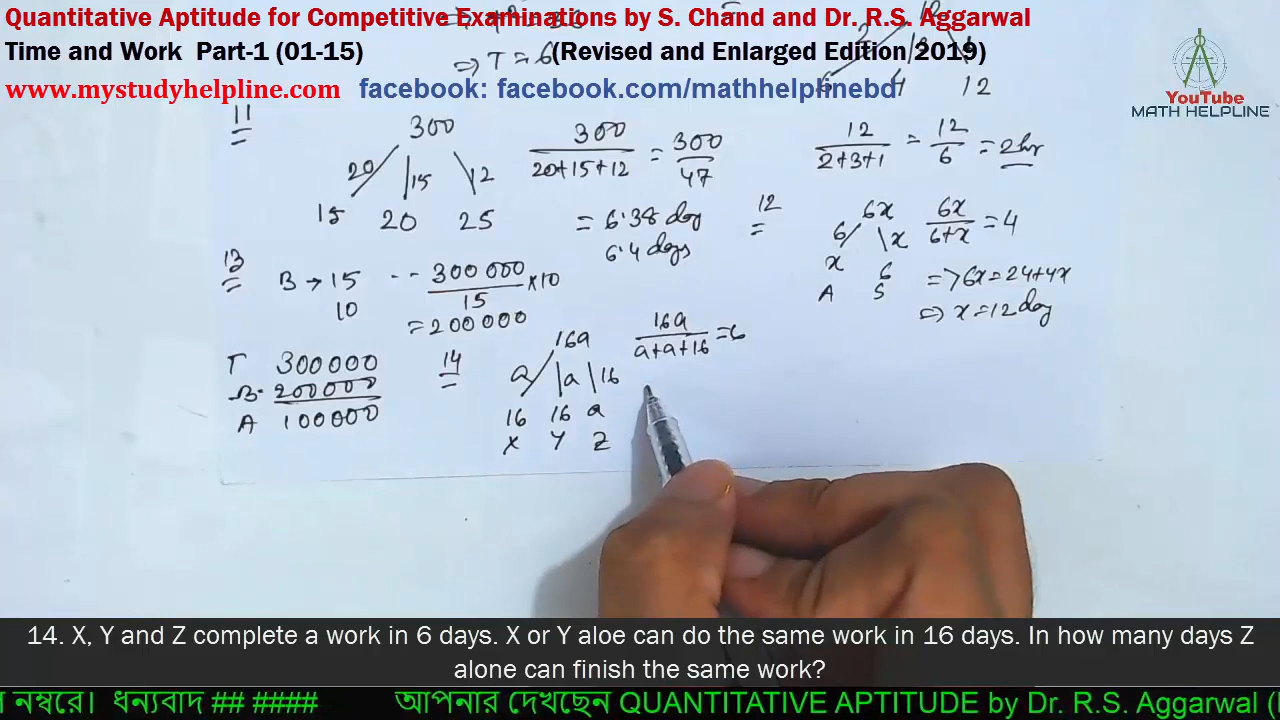 Quantitative Aptitude for Competitive Examinations by S. Chand and Dr. R.S. Aggarwal
Time and Work Part-1 (01-15) (Revised and Enlarged Edition 2019)
⇒ T = 6
www.mystudyhelpline.com facebook: facebook.com/mathhelplinebd
4 12
YouTube
MATH HELPLINE
11
300
20 15 12
15 20 25
300/(20+15+12) = 300/47
= 6.38 day
6.4 days
12/(2+3+1) = 12/6 = 2hr
12
6x
6 x
x 6
A S
6x/(6+x) = 4
=> 6x = 24+4x
⇒ x = 12 day
13
B → 15 -- 300000/15 × 10
10
= 200000
T 300000
B - 200000
A 100000
14
16a
a a 16
16 16 a
X Y Z
16a/(a+a+16) = 6
14. X, Y and Z complete a work in 6 days. X or Y aloe can do the same work in 16 days. In how many days Z
alone can finish the same work?
নম্বরে। ধন্যবাদ ## #### আপনার দেখছেন QUANTITATIVE APTITUDE by Dr. R.S. Aggarwal (